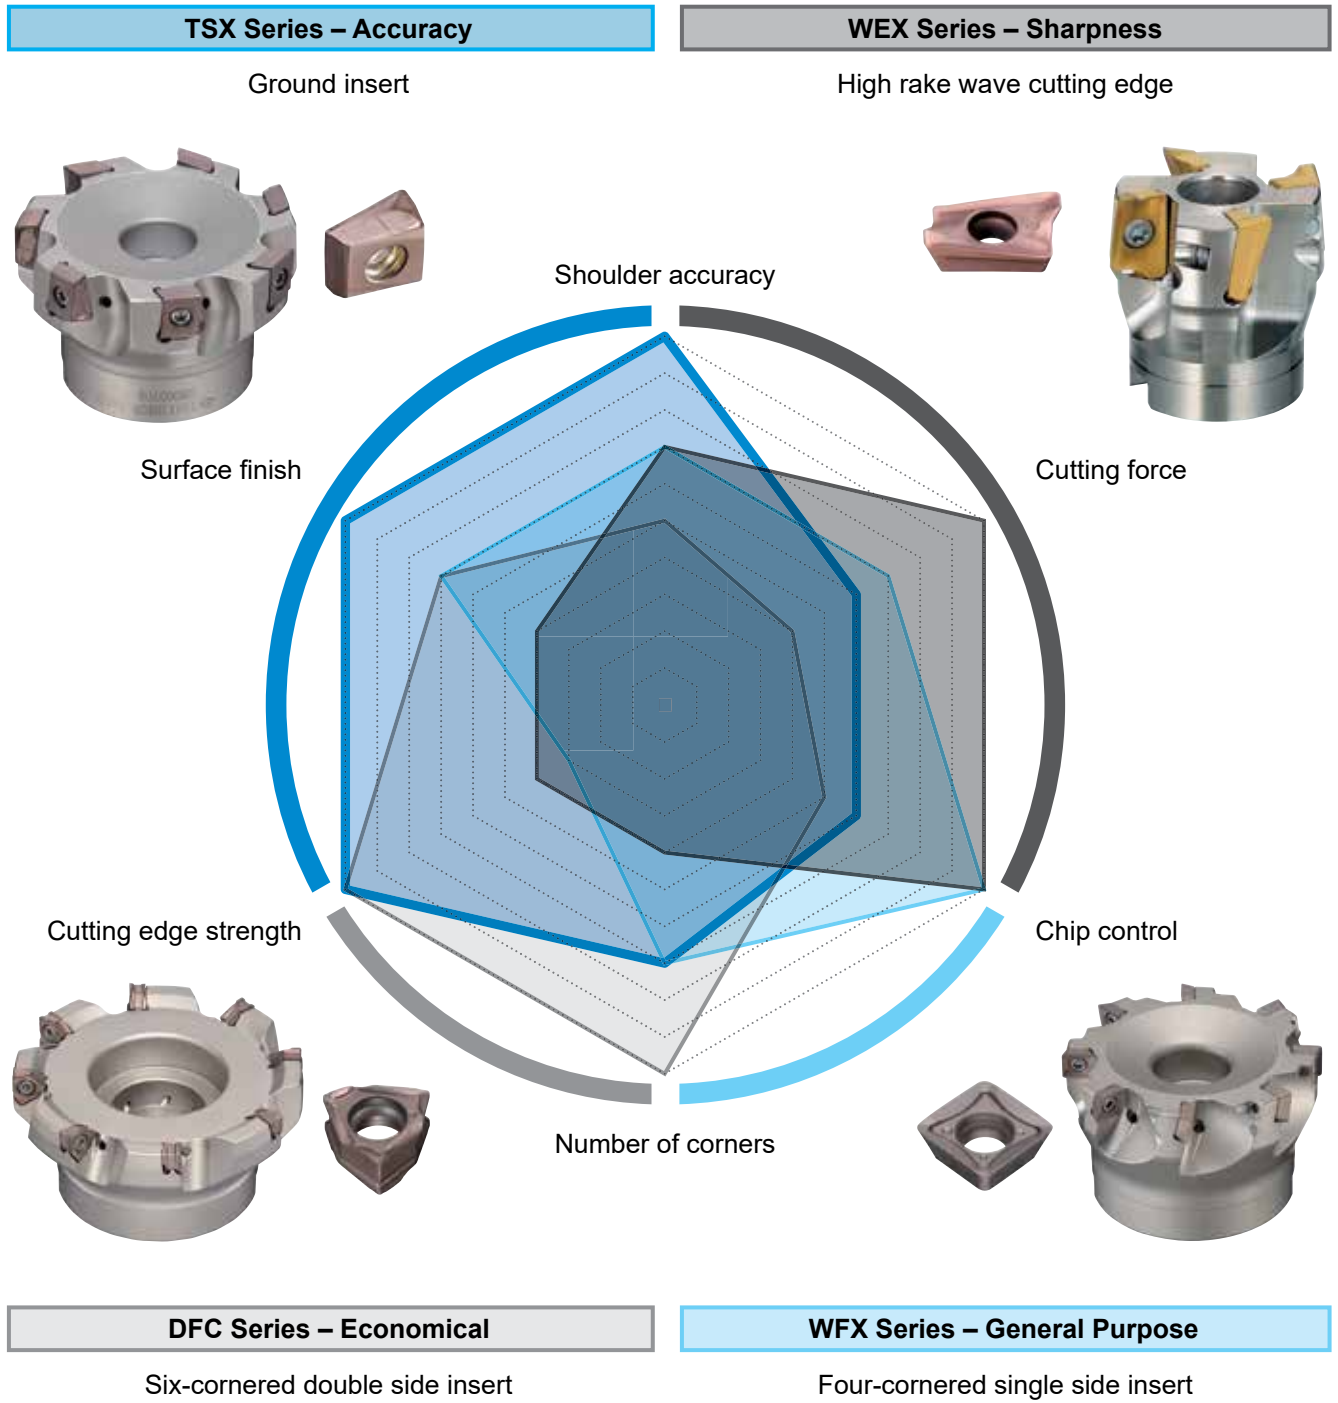 TSX Series – Accuracy
WEX Series – Sharpness
Ground insert
High rake wave cutting edge
Shoulder accuracy
Surface finish
Cutting force
Cutting edge strength
Chip control
Number of corners
DFC Series – Economical
WFX Series – General Purpose
Six-cornered double side insert
Four-cornered single side insert